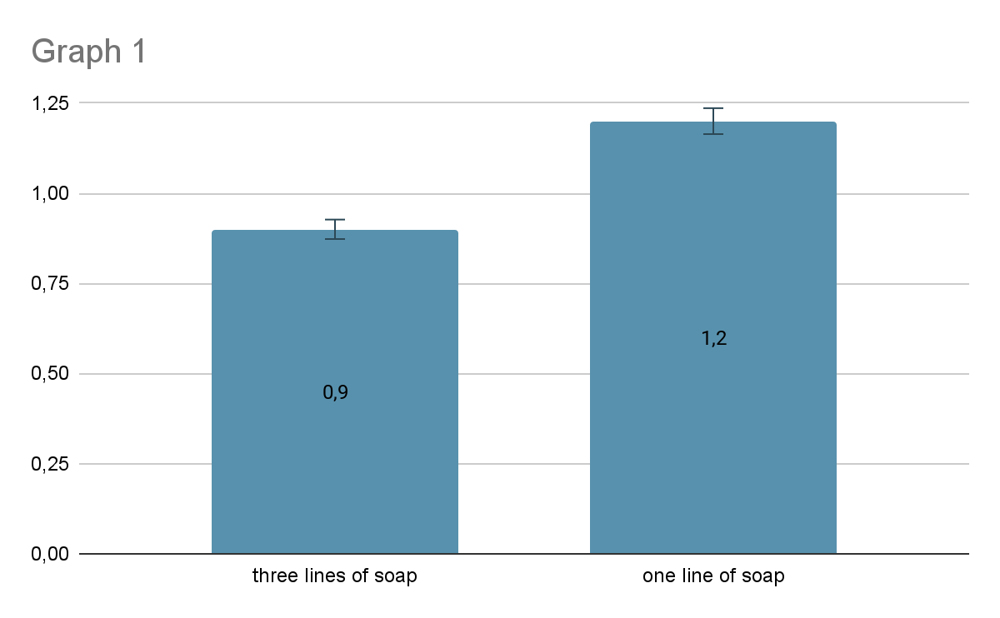 Graph 1
1,25
1,00
0,75
0,50
0,25
0,00
0,9
1,2
three lines of soap
one line of soap